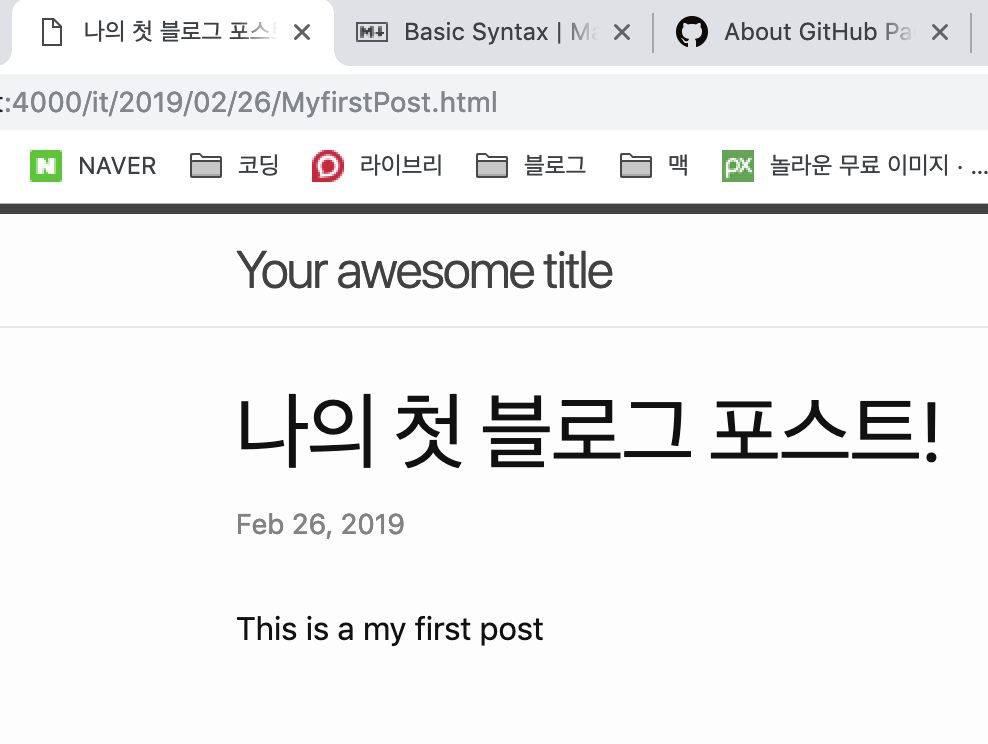 나의 첫 블로그 포스 Basic Syntax | Ma About GitHub Pa
:4000/it/2019/02/26/MyfirstPost.html
N NAVER 코딩 라이브리 블로그 맥 px 놀라운 무료 이미지 · ...
Your awesome title
나의 첫 블로그 포스트!
Feb 26, 2019
This is a my first post